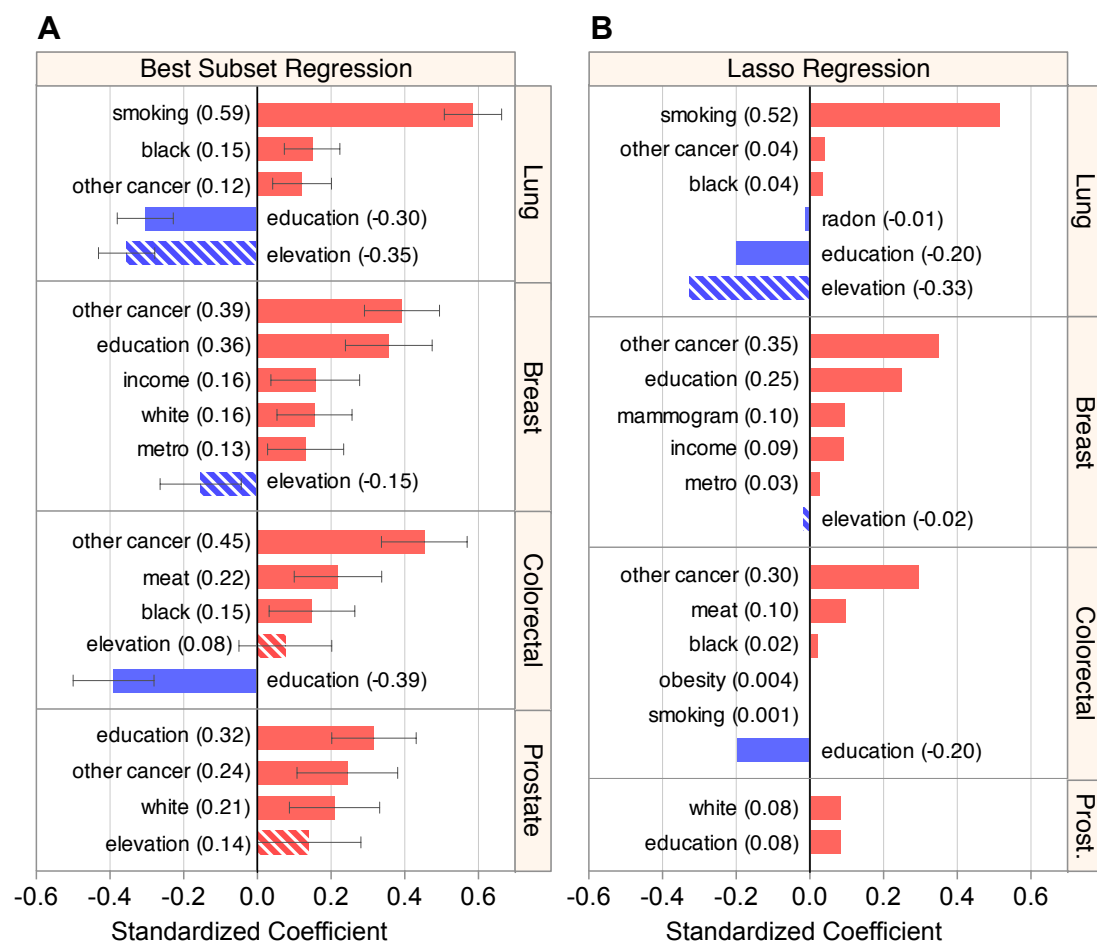 A
Best Subset Regression
smoking (0.59)
black (0.15)
other cancer (0.12)
education (-0.30)
elevation (-0.35)
Lung
other cancer (0.39)
education (0.36)
income (0.16)
white (0.16)
metro (0.13)
elevation (-0.15)
Breast
other cancer (0.45)
meat (0.22)
black (0.15)
elevation (0.08)
education (-0.39)
Colorectal
education (0.32)
other cancer (0.24)
white (0.21)
elevation (0.14)
Prostate
-0.6 -0.4 -0.2 0.0 0.2 0.4 0.6
Standardized Coefficient
B
Lasso Regression
smoking (0.52)
other cancer (0.04)
black (0.04)
radon (-0.01)
education (-0.20)
elevation (-0.33)
Lung
other cancer (0.35)
education (0.25)
mammogram (0.10)
income (0.09)
metro (0.03)
elevation (-0.02)
Breast
other cancer (0.30)
meat (0.10)
black (0.02)
obesity (0.004)
smoking (0.001)
education (-0.20)
Colorectal
white (0.08)
education (0.08)
Prost.
-0.6 -0.4 -0.2 0.0 0.2 0.4 0.6
Standardized Coefficient